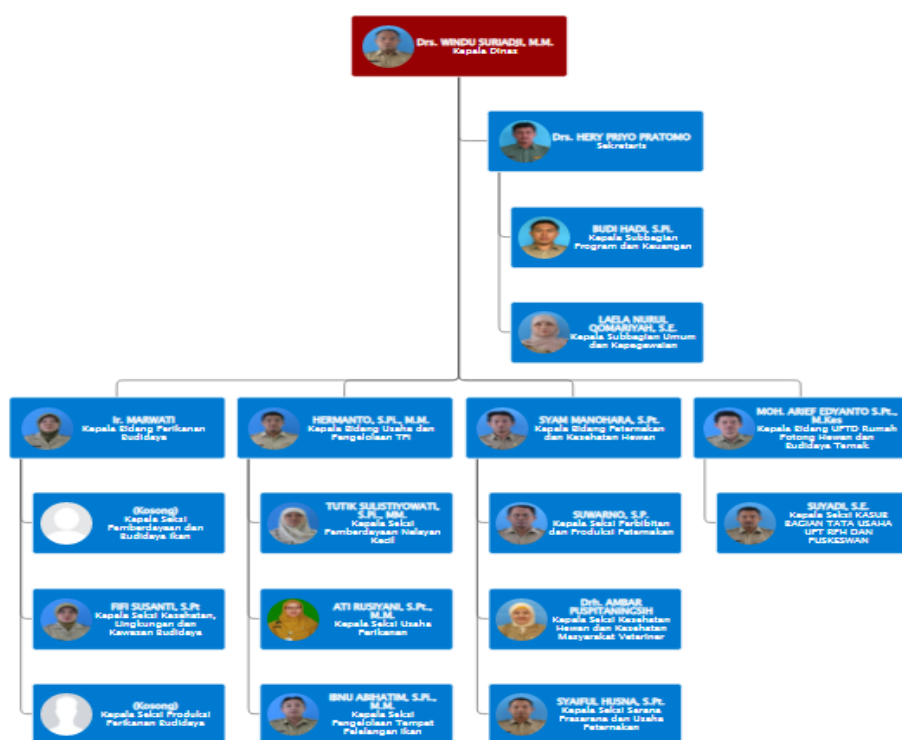 Drs. WINDU SURIADJI, M.M.
Kepala Dinas
Drs. HERY PRIYO PRATOMO
Sekretaris
BUDI HADI, S.Pi.
Kepala Subbagian
Program dan Keuangan
LAELA NURUL
QOMARIYAH, S.E.
Kepala Subbagian Umum
dan Kepegawaian
Ir. MARWATI
Kepala Bidang Perikanan
Budidaya
HERMANTO, S.Pi., M.M.
Kepala Bidang Usaha dan
Pengelolaan TPI
SYAM MANOHARA, S.Pt.
Kepala Bidang Peternakan
dan Kesehatan Hewan
MOH. ARIEF EDYANTO S.Pt.,
M.Kes
Kepala Bidang UPTD Rumah
Potong Hewan dan
Budidaya Ternak
(Kosong)
Kepala Seksi
Pemberdayaan dan
Budidaya Ikan
TUTIK SULISTIYOWATI,
S.Pi., MM.
Kepala Seksi
Pemberdayaan Nelayan
Kecil
SUWARNO, S.P.
Kepala Seksi Perbibitan
dan Produksi Peternakan
SUYADI, S.E.
Kepala Seksi KASUB
BAGIAN TATA USAHA
UPT RPH DAN
PUSKESWAN
FIFI SUSANTI, S.Pt
Kepala Seksi Kesehatan,
Lingkungan dan
Kawasan Budidaya
ATI RUSIYANI, S.Pt.,
M.M.
Kepala Seksi Usaha
Perikanan
Drh. AMBAR
PUSPITANINGSIH
Kepala Seksi Kesehatan
Hewan dan Kesehatan
Masyarakat Veteriner
(Kosong)
Kepala Seksi Produksi
Perikanan Budidaya
IBNU ABIHATIM, S.Pi.,
M.M.
Kepala Seksi
Pengelolaan Tempat
Pelelangan Ikan
SYAIFUL HUSNA, S.Pt.
Kepala Seksi Sarana
Prasarana dan Usaha
Peternakan